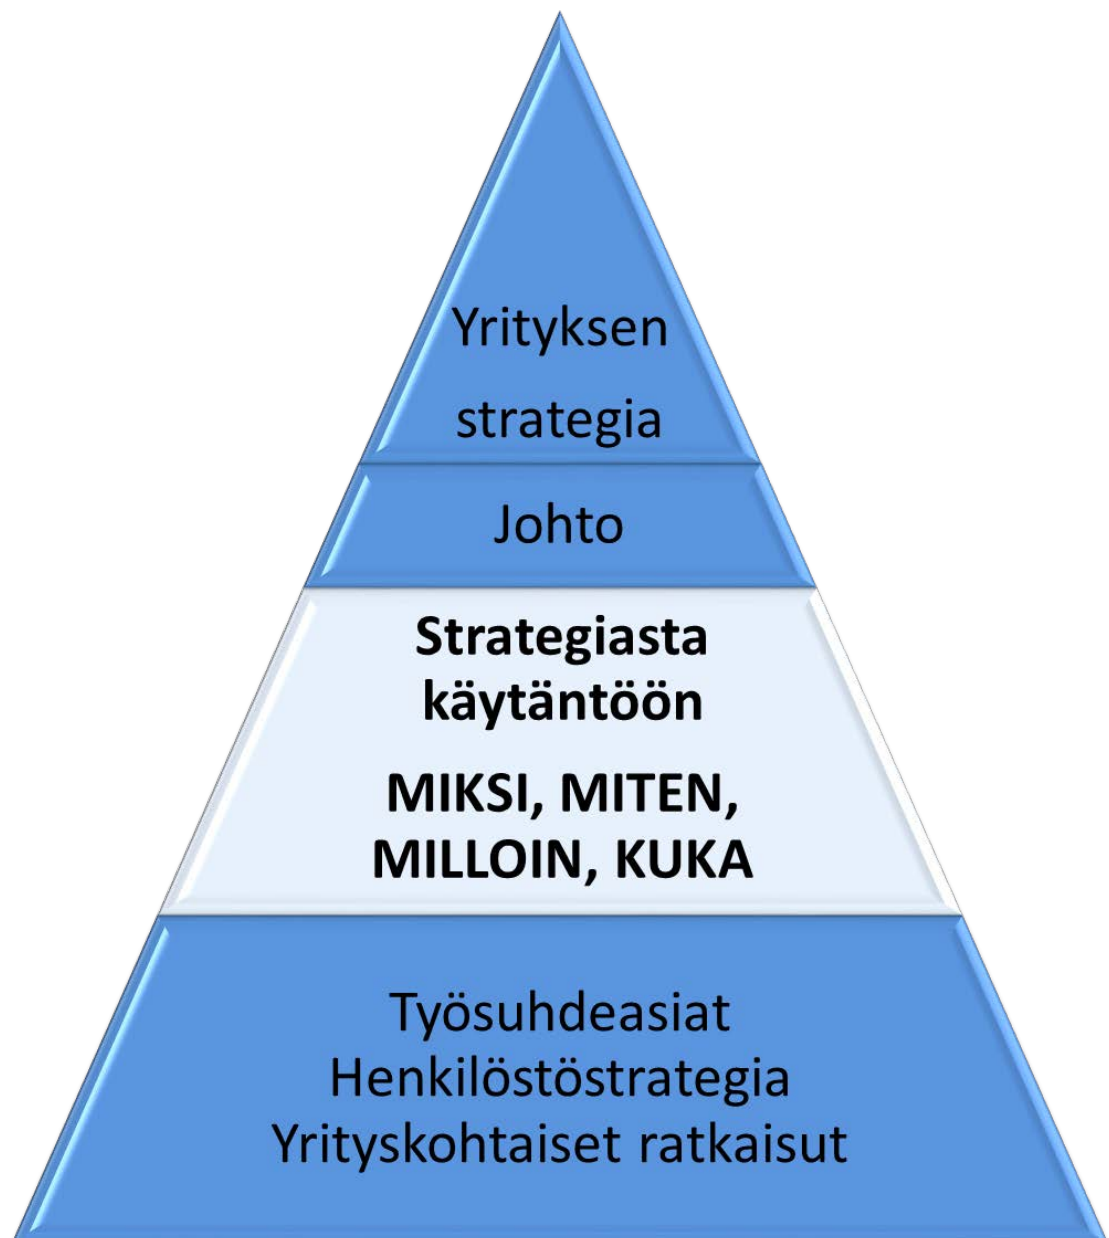 Yrityksen
strategia
Johto
Strategiasta
käytäntöön
MIKSI, MITEN,
MILLOIN, KUKA
Työsuhdeasiat
Henkilöstöstrategia
Yrityskohtaiset ratkaisut